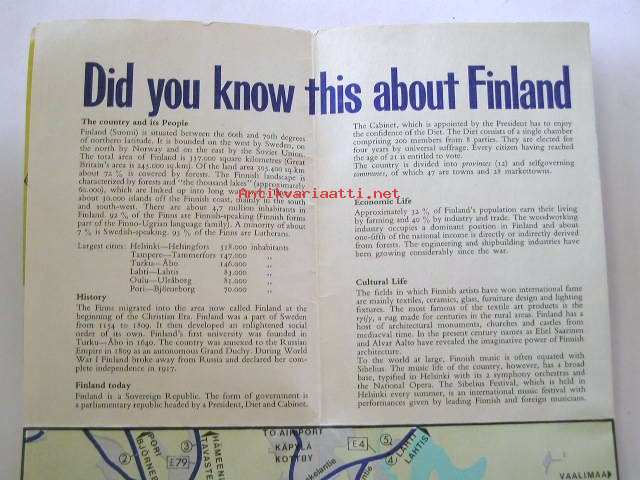 Did you know this about Finland
The country and its People
Finland (Suomi) is situated between the 60th and 70th degrees
of northern latitude. It is bounded on the west by Sweden, on
the north by Norway and on the east by the Soviet Union.
The total area of Finland is 337.000 square kilometres (Great
Britain's area is 245.000 sq.km). Of the land area 305.400 sq.km
about 72 % is covered by forests. The Finnish landscape is
characterized by forests and "the thousand lakes" (approximately
60.000), which are linked up into long waterways. There are
about 30.000 islands off the Finnish coast, mainly to the south
and south-west. There are about 4,7 million inhabitants in
Finland. 92 % of the Finns are Finnish-speaking (Finnish forms
part of the Finno-Ugrian language family). A minority of about
7 % is Swedish-speaking. 93 % of the Finns are Lutherans.
Largest cities: Helsinki—Helsingfors 528.000 inhabitants
Tampere—Tammerfors 147.000 "
Turku—Åbo 146.000 "
Lahti—Lahtis 83.000 "
Oulu—Uleåborg 82.000 "
Pori—Björneborg 70.000 "
History
The Finns migrated into the area now called Finland at the
beginning of the Christian Era. Finland was a part of Sweden
from 1154 to 1809. It then developed an enlightened social
order of its own. Finland's first university was founded in
Turku—Åbo in 1640. The country was annexed to the Russian
Empire in 1809 as an autonomous Grand Duchy. During World
War I Finland broke away from Russia and declared her com-
plete independence in 1917.
Finland today
Finland is a Sovereign Republic. The form of government is
a parliamentary republic headed by a President, Diet and Cabinet.
The Cabinet, which is appointed by the President has to enjoy
the confidence of the Diet. The Diet consists of a single chamber
comprising 200 members from 8 parties. They are elected for
four years by universal suffrage. Every citizen having reached
the age of 21 is entitled to vote.
The country is divided into provinces (12) and selfgoverning
communes, of which 47 are towns and 28 markettowns.
Antikvariaatti.net
Economic Life
Approximately 32 % of Finland's population earn their living
by farming and 40 % by industry and trade. The woodworking
industry occupies a dominant position in Finland and about
one-fifth of the national income is directly or indirectly derived
from forests. The engineering and shipbuilding industries have
been growing considerably since the war.
Cultural Life
The fields in which Finnish artists have won international fame
are mainly textiles, ceramics, glass, furniture design and lighting
fixtures. The most famous of the textile art products is the
ryijy, a rug made for centuries in the rural areas. Finland has a
host of architectural monuments, churches and castles from
mediaeval time. In the present century names as Eliel Saarinen
and Alvar Aalto have revealed the imaginative power of Finnish
architecture.
To the world at large, Finnish music is often equated with
Sibelius. The music life of the country, however, has a broad
base, typified in Helsinki with its 2 symphony orchestras and
the National Opera. The Sibelius Festival, which is held in
Helsinki every summer, is an international music festival with
performances given by leading Finnish and foreign musicians.
PORI
BJÖRNEB
2
3
E79
HÄMEEN
TAVASTE
TO AIRPORT
KÄPYLÄ
KOTTBY
E4
5
4
LAHTI
LAHTIS
VAALIMAA